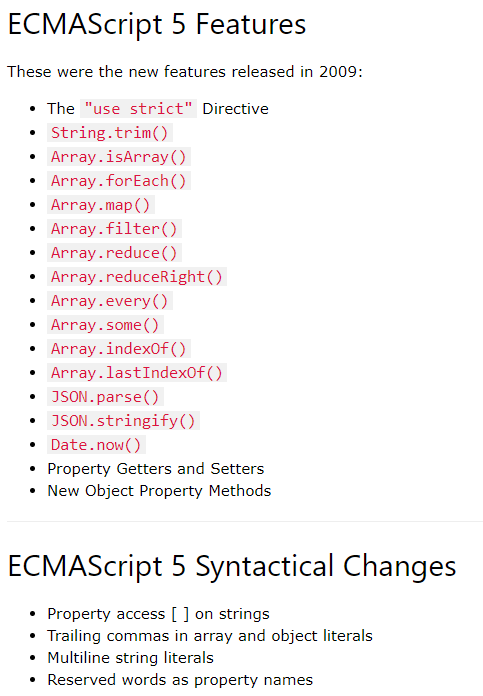 ECMAScript 5 Features
These were the new features released in 2009:
The "use strict" Directive
String.trim()
Array.isArray()
Array.forEach()
Array.map()
Array.filter()
Array.reduce()
Array.reduceRight()
Array.every()
Array.some()
Array.indexOf()
Array.lastIndexOf()
JSON.parse()
JSON.stringify()
Date.now()
Property Getters and Setters
New Object Property Methods
ECMAScript 5 Syntactical Changes
Property access [ ] on strings
Trailing commas in array and object literals
Multiline string literals
Reserved words as property names